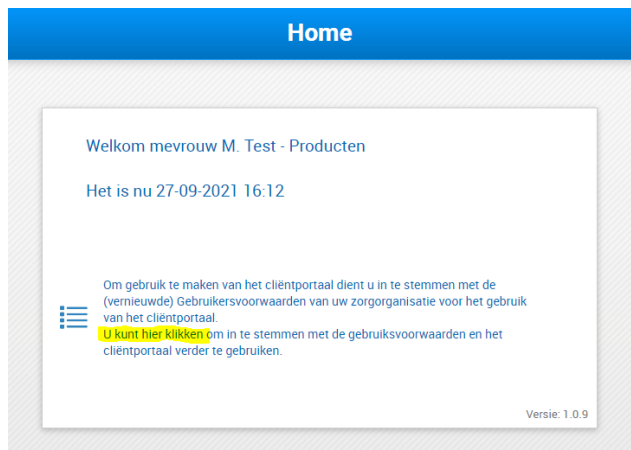 Home
Welkom mevrouw M. Test - Producten
Het is nu 27-09-2021 16:12
Om gebruik te maken van het cliëntportaal dient u in te stemmen met de
(vernieuwde) Gebruikersvoorwaarden van uw zorgorganisatie voor het gebruik
van het cliëntportaal.
U kunt hier klikken om in te stemmen met de gebruiksvoorwaarden en het
cliëntportaal verder te gebruiken.
Versie: 1.0.9